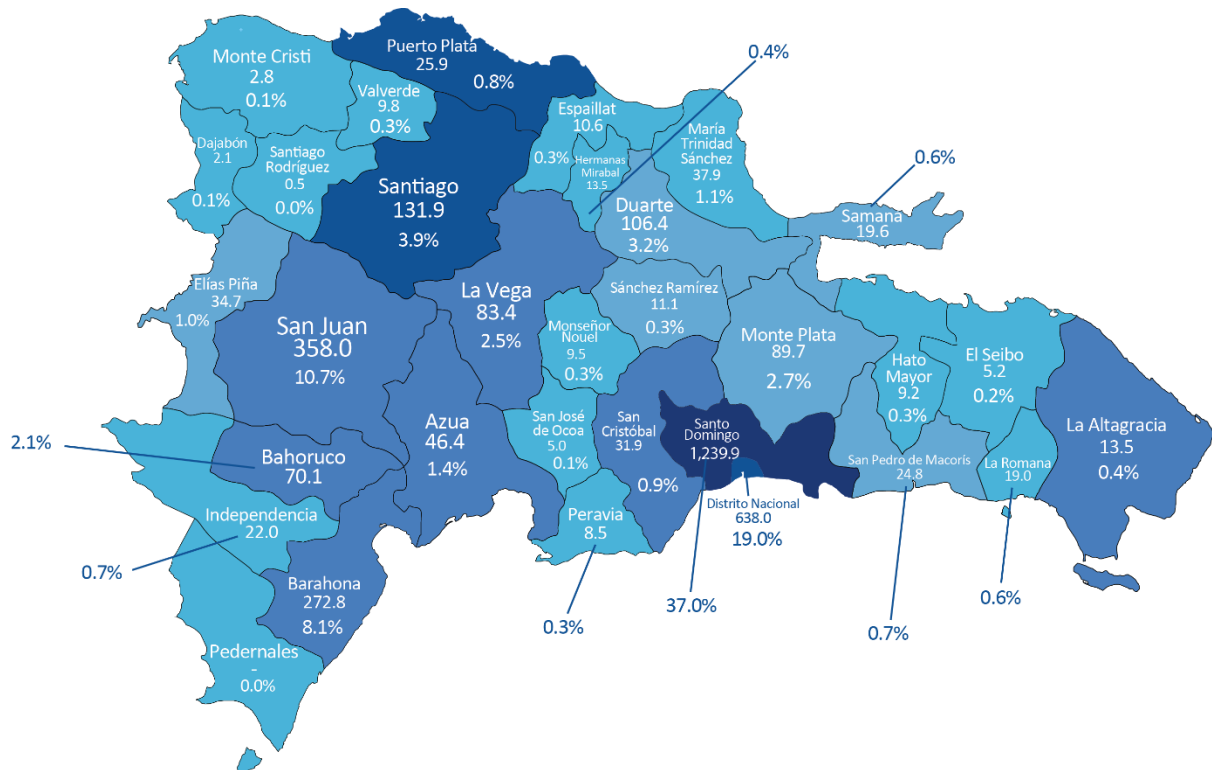 Monte Cristi
2.8
0.1%
Puerto Plata
25.9
0.8%
0.4%
Valverde
9.8
0.3%
Espaillat
10.6
0.3%
Hermanas
Mirabal
13.5
María
Trinidad
Sánchez
37.9
1.1%
0.6%
Samana
19.6
Dajabón
2.1
0.1%
Santiago
Rodríguez
0.5
0.0%
Santiago
131.9
3.9%
Duarte
106.4
3.2%
Elías Piña
34.7
1.0%
San Juan
358.0
10.7%
La Vega
83.4
2.5%
Sánchez Ramírez
11.1
0.3%
Monseñor
Nouel
9.5
0.3%
Monte Plata
89.7
2.7%
Hato
Mayor
9.2
0.3%
El Seibo
5.2
0.2%
La Altagracia
13.5
0.4%
2.1%
Bahoruco
70.1
Azua
46.4
1.4%
San José
de Ocoa
5.0
0.1%
San
Cristóbal
31.9
0.9%
Santo
Domingo
1,239.9
San Pedro de Macorís
24.8
La Romana
19.0
Distrito Nacional
638.0
19.0%
Independencia
22.0
0.7%
Peravia
8.5
Barahona
272.8
8.1%
0.3%
37.0%
0.7%
0.6%
Pedernales
-
0.0%